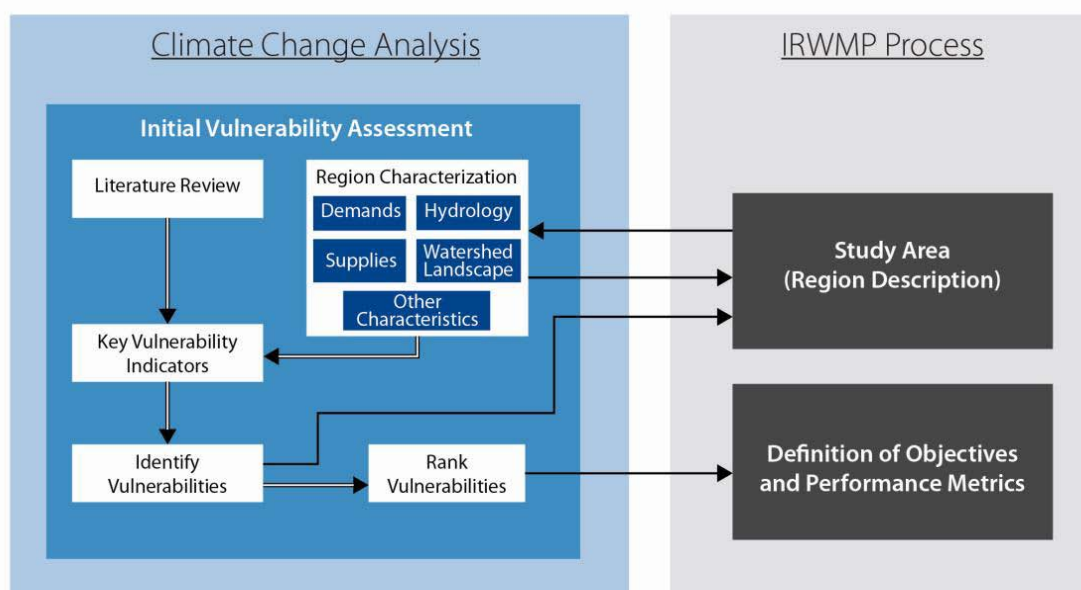 Climate Change Analysis
IRWMP Process
Initial Vulnerability Assessment
Literature Review
Region Characterization
Demands
Hydrology
Supplies
Watershed
Landscape
Other
Characteristics
Study Area
(Region Description)
Key Vulnerability
Indicators
Identify
Vulnerabilities
Rank
Vulnerabilities
Definition of Objectives
and Performance Metrics